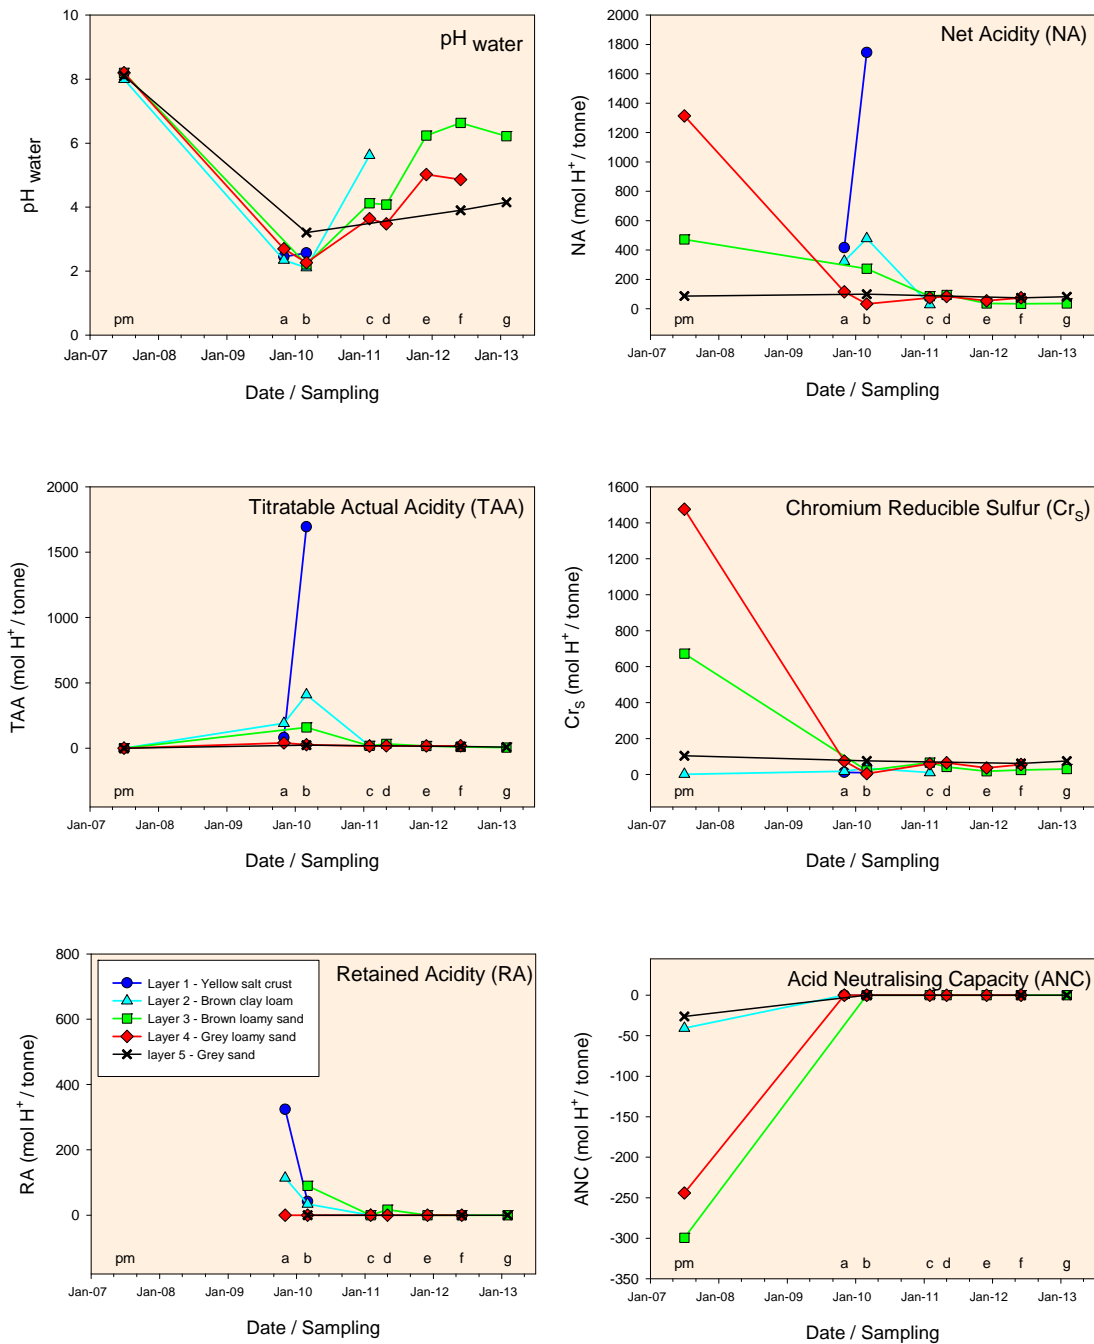 pH water
10
8
6
4
2
0
pH water
pm a b c d e f g
Jan-07 Jan-08 Jan-09 Jan-10 Jan-11 Jan-12 Jan-13
Date / Sampling
Net Acidity (NA)
2000
1800
1600
1400
1200
1000
800
600
400
200
0
NA (mol H⁺ / tonne)
pm a b c d e f g
Jan-07 Jan-08 Jan-09 Jan-10 Jan-11 Jan-12 Jan-13
Date / Sampling
Titratable Actual Acidity (TAA)
2000
1500
1000
500
0
TAA (mol H⁺ / tonne)
pm a b c d e f g
Jan-07 Jan-08 Jan-09 Jan-10 Jan-11 Jan-12 Jan-13
Date / Sampling
Chromium Reducible Sulfur (CrS)
1600
1400
1200
1000
800
600
400
200
0
CrS (mol H⁺ / tonne)
pm a b c d e f g
Jan-07 Jan-08 Jan-09 Jan-10 Jan-11 Jan-12 Jan-13
Date / Sampling
Retained Acidity (RA)
Layer 1 - Yellow salt crust
Layer 2 - Brown clay loam
Layer 3 - Brown loamy sand
Layer 4 - Grey loamy sand
layer 5 - Grey sand
800
600
400
200
0
RA (mol H⁺ / tonne)
pm a b c d e f g
Jan-07 Jan-08 Jan-09 Jan-10 Jan-11 Jan-12 Jan-13
Date / Sampling
Acid Neutralising Capacity (ANC)
0
-50
-100
-150
-200
-250
-300
-350
ANC (mol H⁺ / tonne)
pm a b c d e f g
Jan-07 Jan-08 Jan-09 Jan-10 Jan-11 Jan-12 Jan-13
Date / Sampling